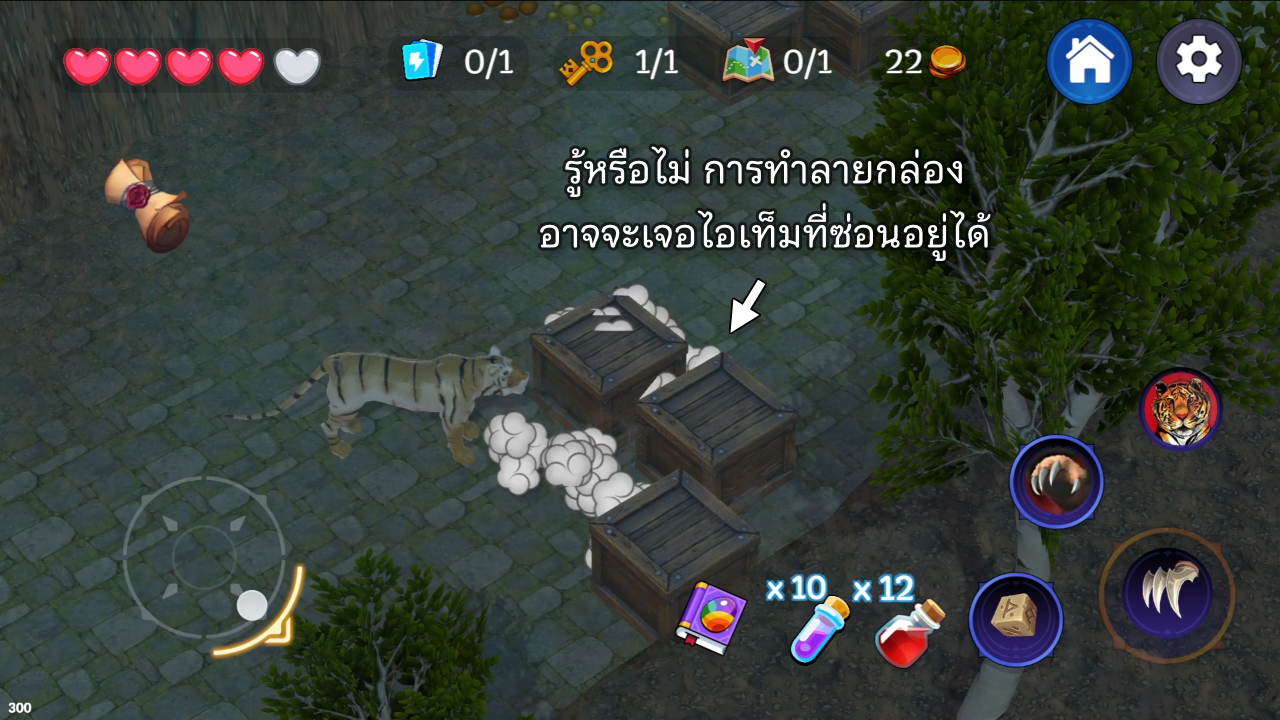 0/1
1/1
0/1
22
รู้หรือไม่ การทำลายกล่อง
อาจจะเจอไอเท็มที่ซ่อนอยู่ได้
x 10
x 12
300